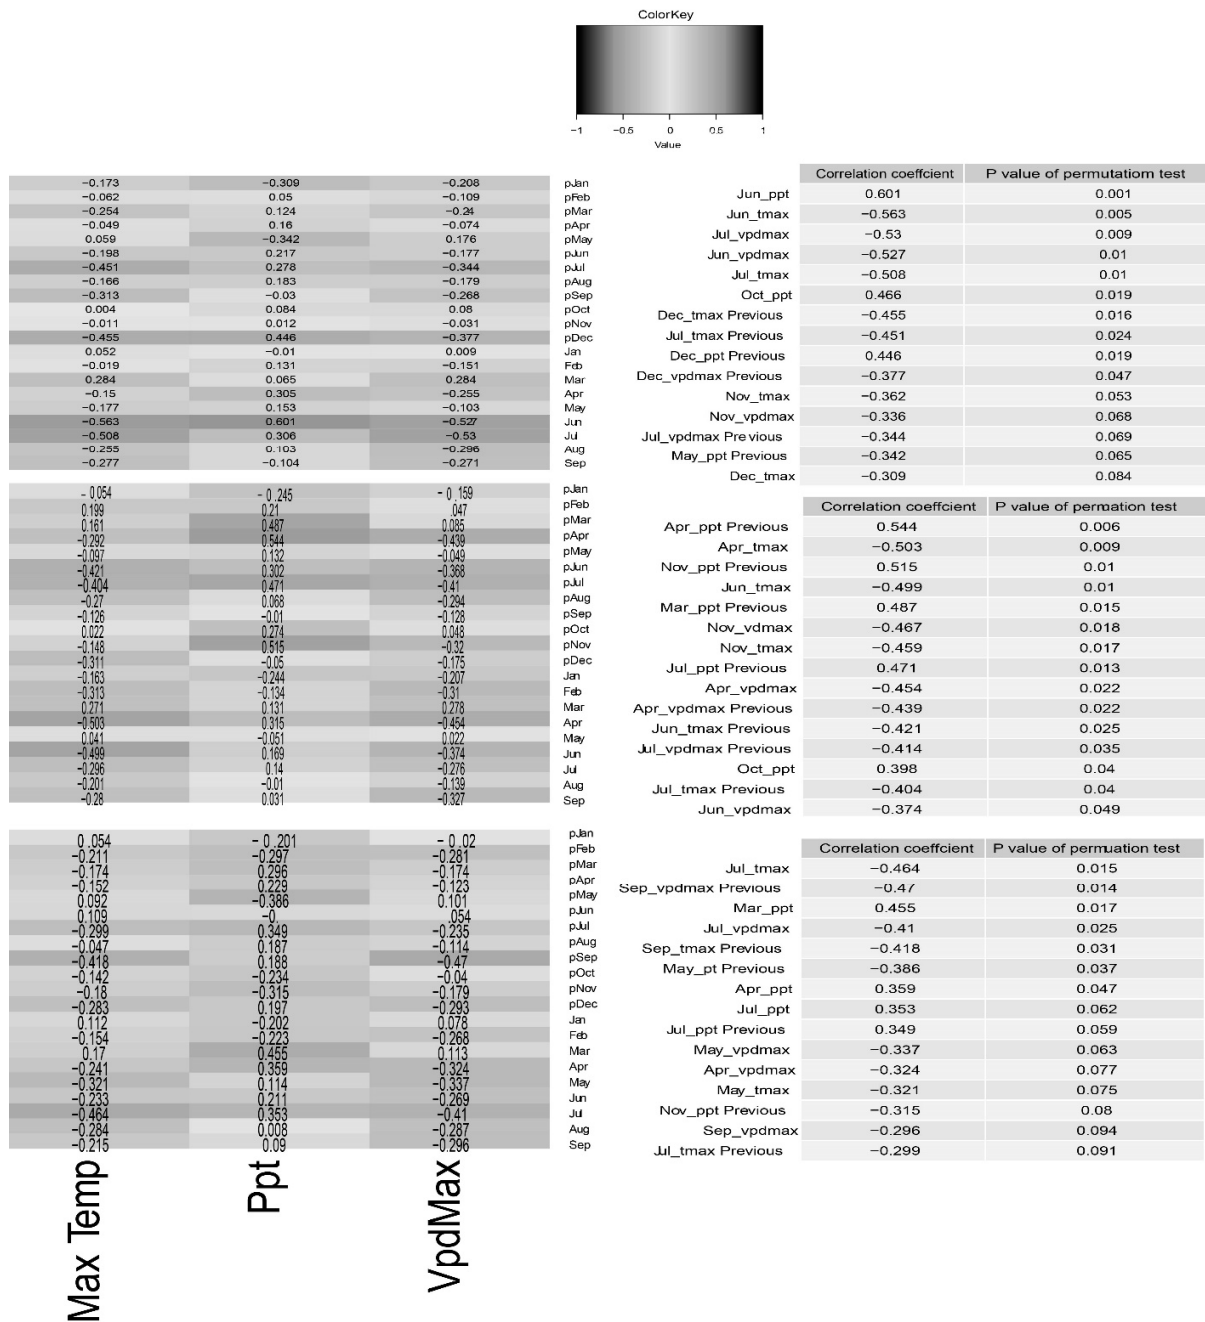 ColorKey
−1 −0.5 0 0.5 1
Value
−0.173 −0.309 −0.208 pJan
−0.062 0.05 −0.109 pFeb
−0.254 0.124 −0.24 pMar
−0.049 0.16 −0.074 pApr
0.059 −0.342 0.176 pMay
−0.198 0.217 −0.177 pJun
−0.451 0.278 −0.344 pJul
−0.166 0.183 −0.179 pAug
−0.313 −0.03 −0.268 pSep
0.004 0.084 0.08 pOct
−0.011 0.012 −0.031 pNov
−0.455 0.446 −0.377 pDec
0.052 −0.01 0.009 Jan
−0.019 0.131 −0.151 Feb
0.284 0.065 0.284 Mar
−0.15 0.305 −0.255 Apr
−0.177 0.153 −0.103 May
−0.563 0.601 −0.527 Jun
−0.508 0.306 −0.53 Jul
−0.255 0.103 −0.296 Aug
−0.277 −0.104 −0.271 Sep
Correlation coeffcient P value of permutatiom test
Jun_ppt 0.601 0.001
Jun_tmax −0.563 0.005
Jul_vpdmax −0.53 0.009
Jun_vpdmax −0.527 0.01
Jul_tmax −0.508 0.01
Oct_ppt 0.466 0.019
Dec_tmax Previous −0.455 0.016
Jul_tmax Previous −0.451 0.024
Dec_ppt Previous 0.446 0.019
Dec_vpdmax Previous −0.377 0.047
Nov_tmax −0.362 0.053
Nov_vpdmax −0.336 0.068
Jul_vpdmax Previous −0.344 0.069
May_ppt Previous −0.342 0.065
Dec_tmax −0.309 0.084
− 0.054 − 0 .245 − 0 .159 pJan
0.199 0.21 .047 pFeb
0.161 0.487 0.085 pMar
−0.292 0.544 −0.439 pApr
−0.097 0.132 −0.049 pMay
−0.421 0.302 −0.368 pJun
−0.404 0.471 −0.41 pJul
−0.27 0.068 −0.294 pAug
−0.126 −0.01 −0.128 pSep
0.022 0.274 0.048 pOct
−0.148 0.515 −0.32 pNov
−0.311 −0.05 −0.175 pDec
−0.163 −0.244 −0.207 Jan
−0.313 −0.134 −0.31 Feb
0.271 0.131 0.278 Mar
−0.503 0.315 −0.454 Apr
0.041 −0.051 0.022 May
−0.499 0.169 −0.374 Jun
−0.296 0.14 −0.276 Jul
−0.201 −0.01 −0.139 Aug
−0.28 0.031 −0.327 Sep
Correlation coeffcient P value of permation test
Apr_ppt Previous 0.544 0.006
Apr_tmax −0.503 0.009
Nov_ppt Previous 0.515 0.01
Jun_tmax −0.499 0.01
Mar_ppt Previous 0.487 0.015
Nov_vdmax −0.467 0.018
Nov_tmax −0.459 0.017
Jul_ppt Previous 0.471 0.013
Apr_vpdmax −0.454 0.022
Apr_vpdmax Previous −0.439 0.022
Jun_tmax Previous −0.421 0.025
Jul_vpdmax Previous −0.414 0.035
Oct_ppt 0.398 0.04
Jul_tmax Previous −0.404 0.04
Jun_vpdmax −0.374 0.049
0 .054 − 0 .201 − 0 .02 pJan
−0.211 −0.297 −0.281 pFeb
−0.174 0.296 −0.174 pMar
−0.152 0.229 −0.123 pApr
0.092 −0.386 0.101 pMay
0.109 −0. .054 pJun
−0.299 0.349 −0.235 pJul
−0.047 0.187 −0.114 pAug
−0.418 0.188 −0.47 pSep
−0.142 −0.234 −0.04 pOct
−0.18 −0.315 −0.179 pNov
−0.283 0.197 −0.293 pDec
0.112 −0.202 0.078 Jan
−0.154 −0.223 −0.268 Feb
0.17 0.455 0.113 Mar
−0.241 0.359 −0.324 Apr
−0.321 0.114 −0.337 May
−0.233 0.211 −0.269 Jun
−0.464 0.353 −0.41 Jul
−0.284 0.008 −0.287 Aug
−0.215 0.09 −0.296 Sep
Correlation coeffcient P value of permuation test
Jul_tmax −0.464 0.015
Sep_vpdmax Previous −0.47 0.014
Mar_ppt 0.455 0.017
Jul_vpdmax −0.41 0.025
Sep_tmax Previous −0.418 0.031
May_pt Previous −0.386 0.037
Apr_ppt 0.359 0.047
Jul_ppt 0.353 0.062
Jul_ppt Previous 0.349 0.059
May_vpdmax −0.337 0.063
Apr_vpdmax −0.324 0.077
May_tmax −0.321 0.075
Nov_ppt Previous −0.315 0.08
Sep_vpdmax −0.296 0.094
Jul_tmax Previous −0.299 0.091
Max Temp
Ppt
VpdMax